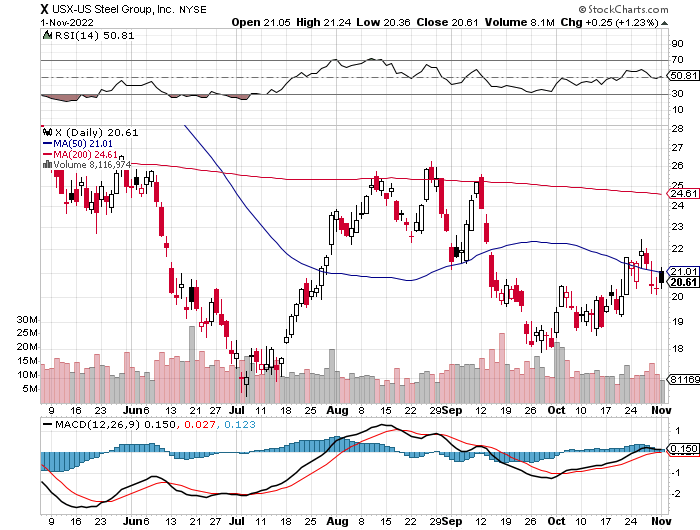 X USX-US Steel Group, Inc. NYSE © StockCharts.com
1-Nov-2022 Open 21.05 High 21.24 Low 20.36 Close 20.61 Volume 8.1M Chg +0.25 (+1.23%)
RSI(14) 50.81
90
70
50.81
30
10
X (Daily) 20.61
MA(50) 21.01
MA(200) 24.61
Volume 8,116,974
28
27
26
25
24.61
24
23
22
21.01
20.61
20
19
18
30M
25M
20M
15M
10M
5M
81169
9 16 23 Jun 6 13 21 27 Jul 11 18 25 Aug 8 15 22 29 Sep 12 19 26 Oct 10 17 24 Nov
MACD(12,26,9) 0.150, 0.027, 0.123
1
0.150
-1
-2
9 16 23 Jun 6 13 21 27 Jul 11 18 25 Aug 8 15 22 29 Sep 12 19 26 Oct 10 17 24 Nov